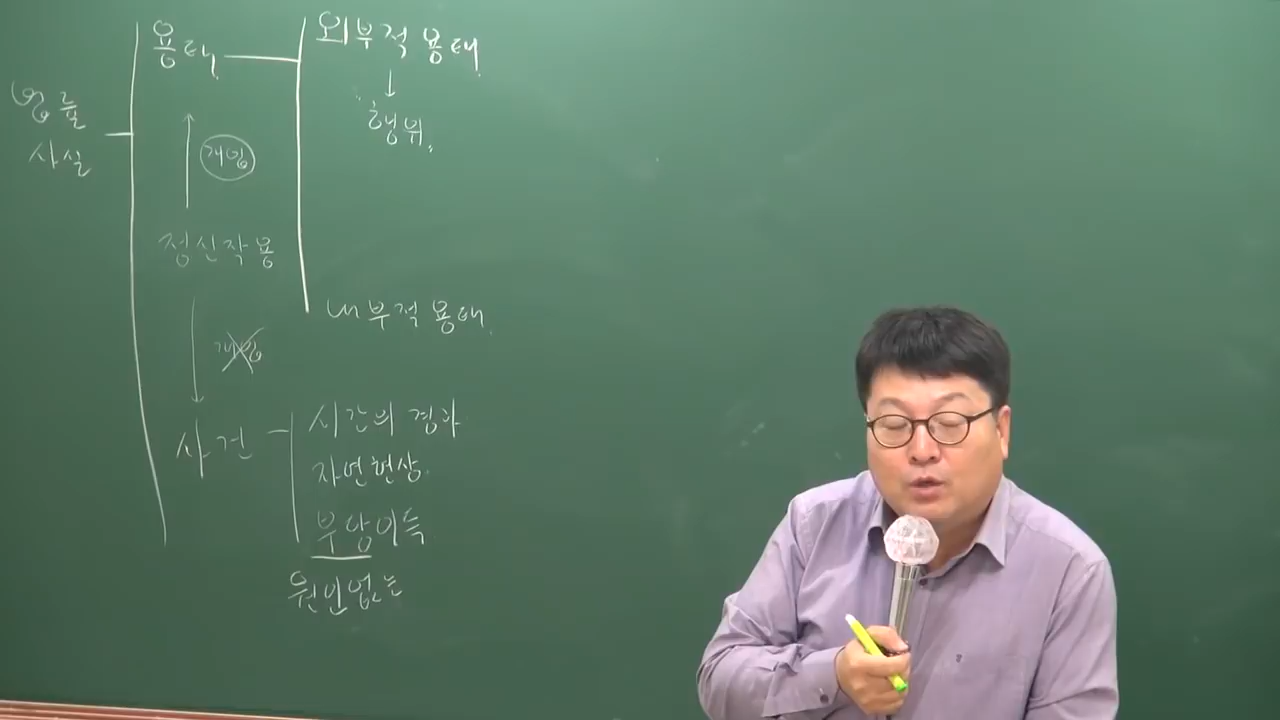 법률
사실
용태
외부적 용태
행위
개입
정신작용
내부적 용태
개입
사건
시간의 경과
자연현상
부당이득
원인없는